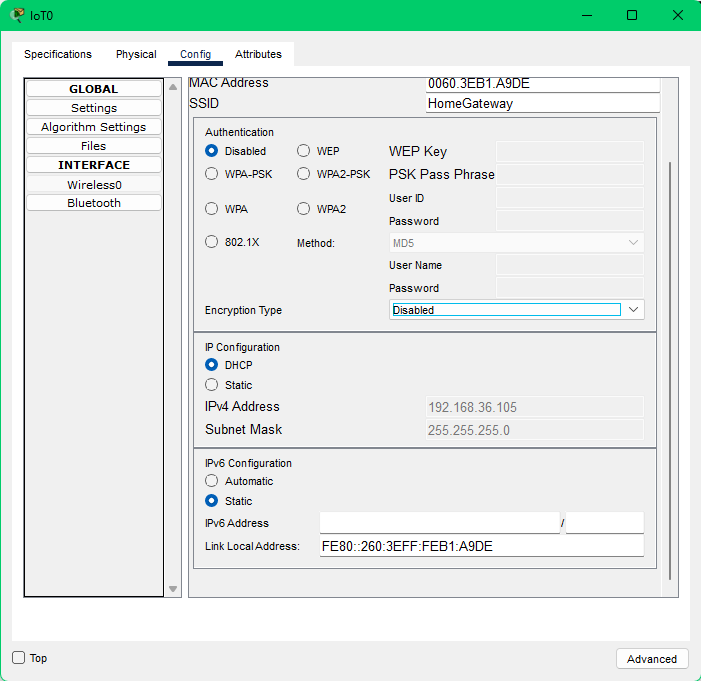 IoT0
Specifications Physical Config Attributes
GLOBAL
Settings
Algorithm Settings
Files
INTERFACE
Wireless0
Bluetooth
MAC Address 0060.3EB1.A9DE
SSID HomeGateway
Authentication
Disabled WEP WEP Key
WPA-PSK WPA2-PSK PSK Pass Phrase
User ID
WPA WPA2
Password
802.1X Method: MD5
User Name
Password
Encryption Type Disabled
IP Configuration
DHCP
Static
IPv4 Address 192.168.36.105
Subnet Mask 255.255.255.0
IPv6 Configuration
Automatic
Static
IPv6 Address /
Link Local Address: FE80::260:3EFF:FEB1:A9DE
Top Advanced